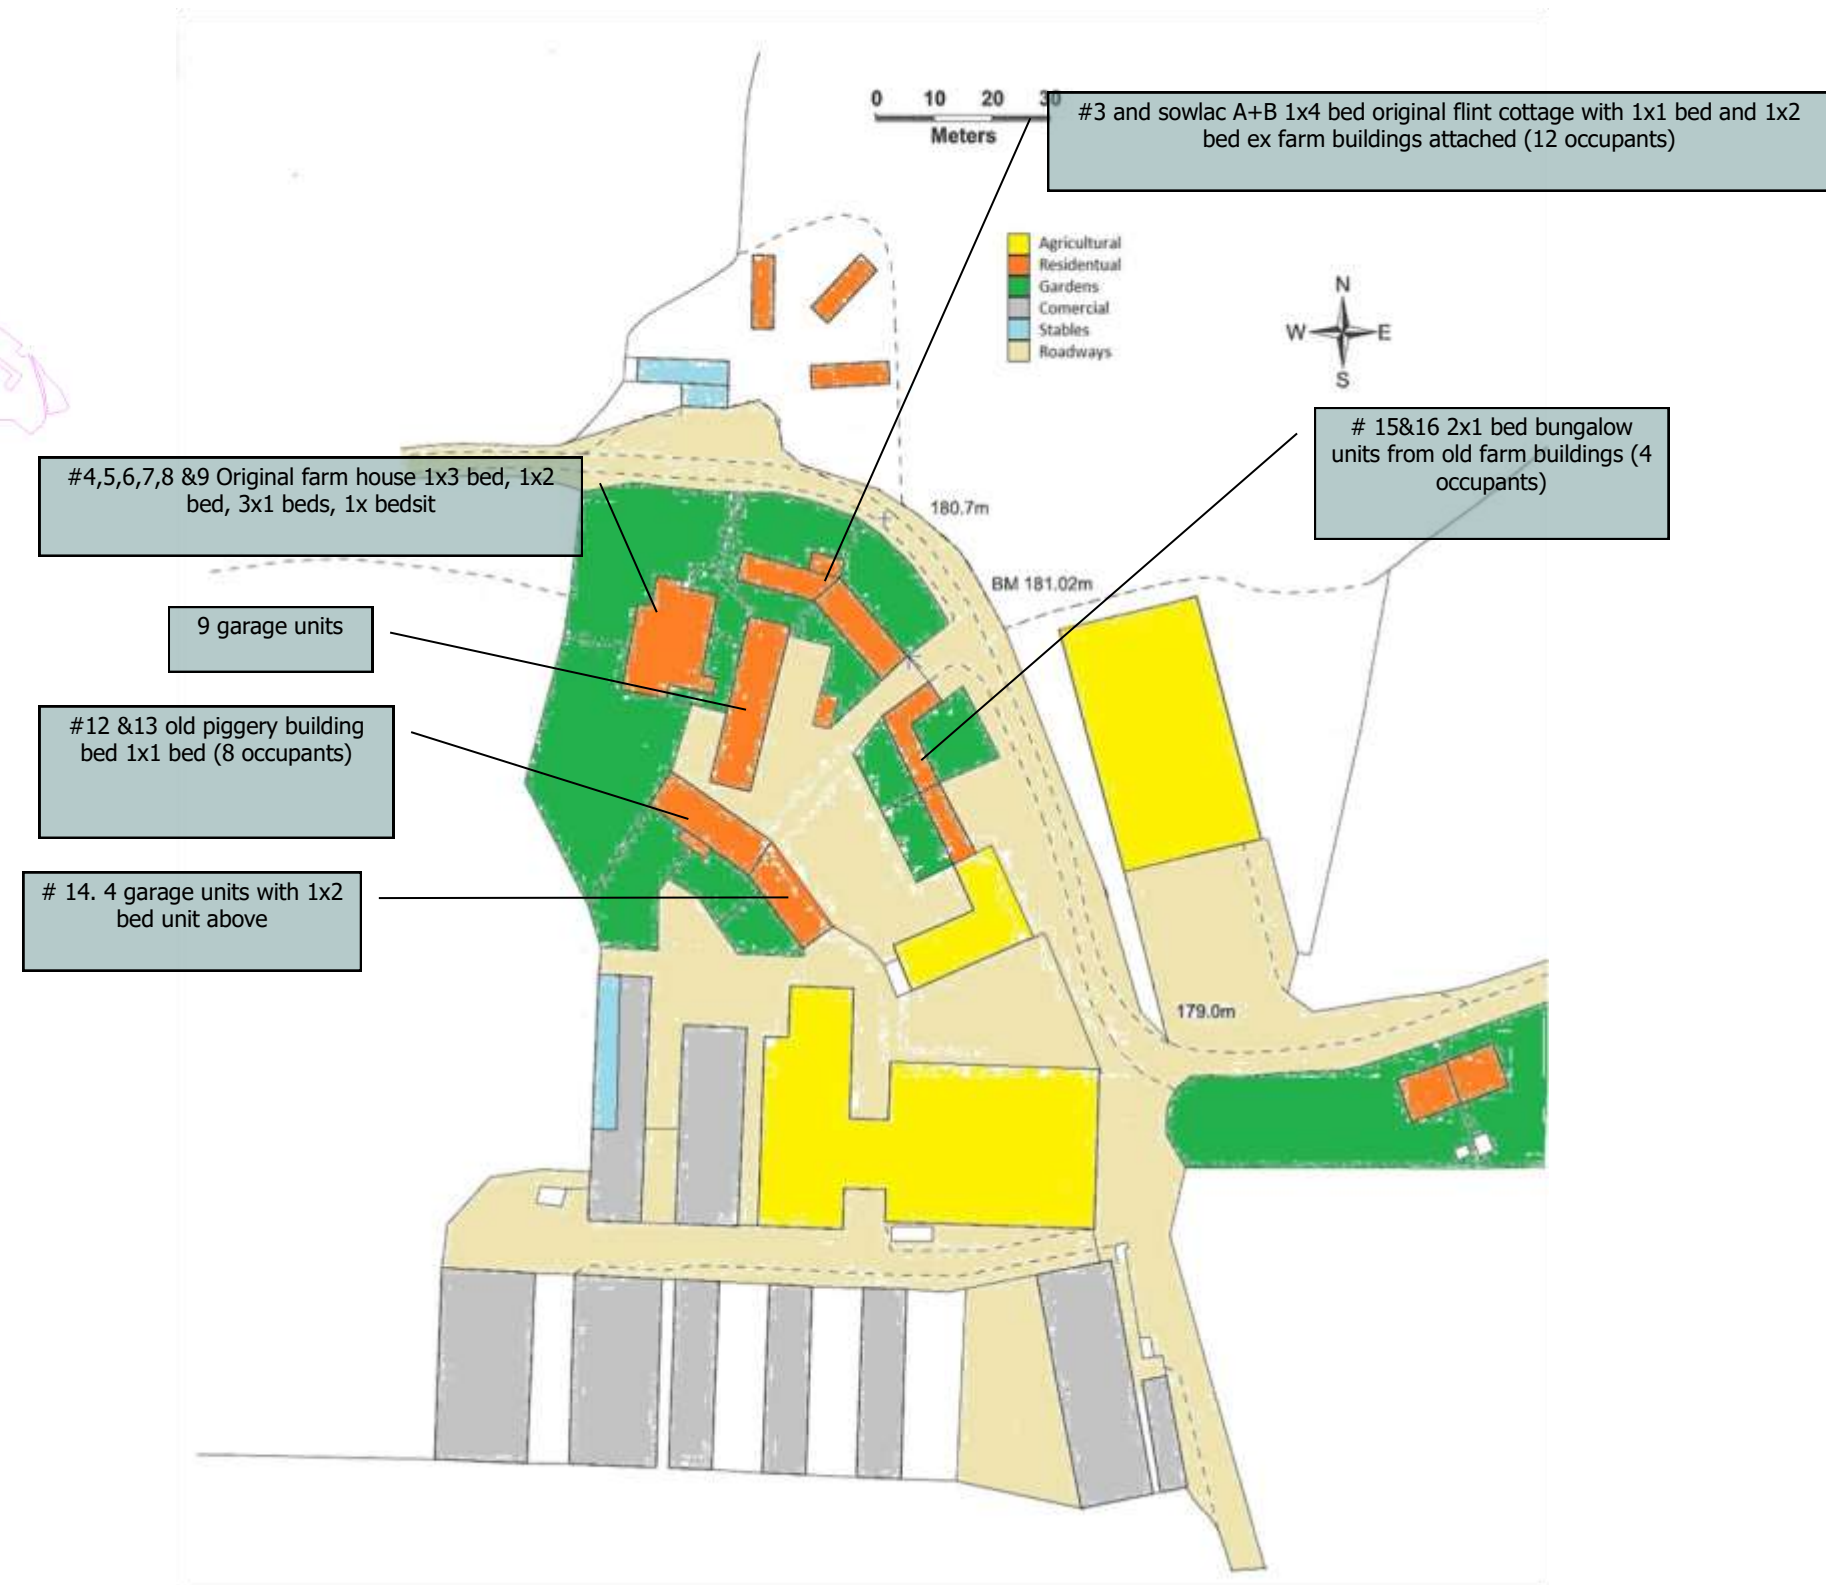 0 10 20 30
Meters
#3 and sowlac A+B 1x4 bed original flint cottage with 1x1 bed and 1x2
bed ex farm buildings attached (12 occupants)
Agricultural
Residentual
Gardens
Comercial
Stables
Roadways
N
W E
S
# 15&16 2x1 bed bungalow
units from old farm buildings (4
occupants)
#4,5,6,7,8 &9 Original farm house 1x3 bed, 1x2
bed, 3x1 beds, 1x bedsit
180.7m
BM 181.02m
9 garage units
#12 &13 old piggery building
bed 1x1 bed (8 occupants)
# 14. 4 garage units with 1x2
bed unit above
179.0m